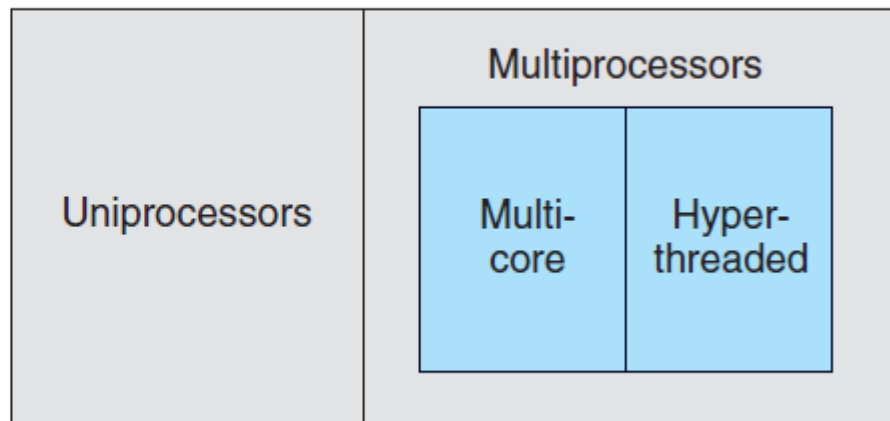 Multiprocessors
Uniprocessors
Multi-
core
Hyper-
threaded